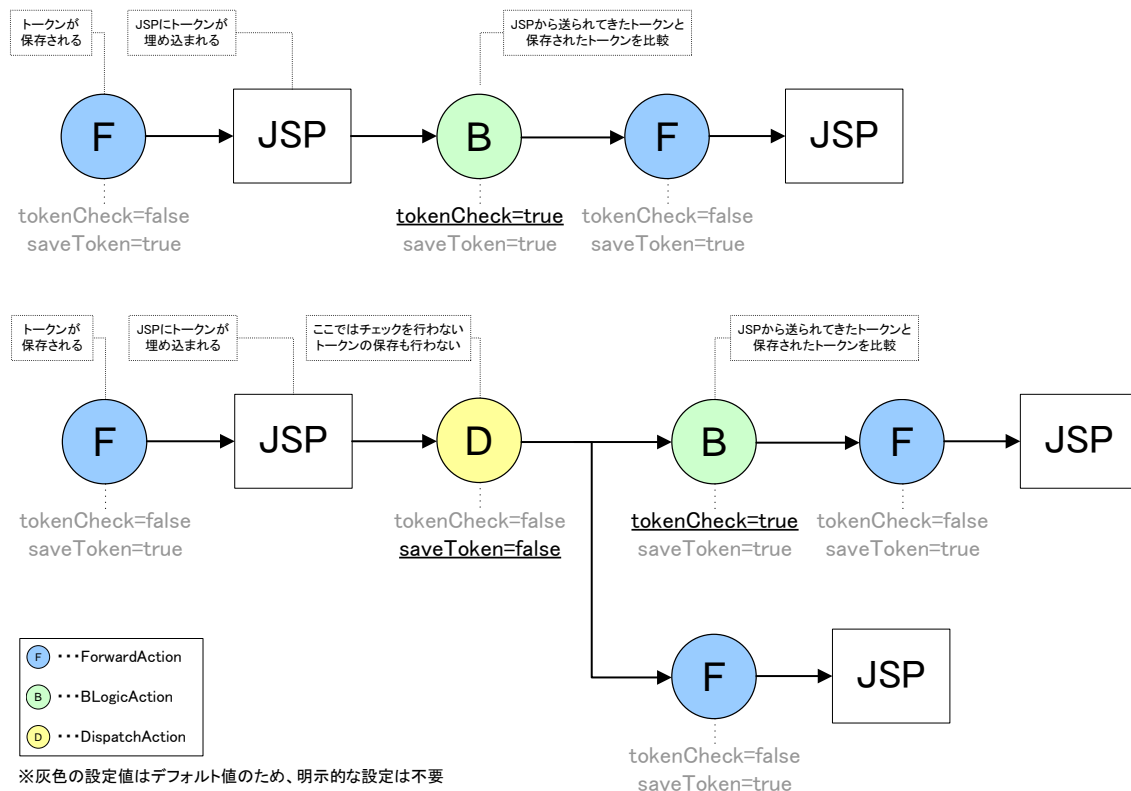 トークンが
保存される
JSPにトークンが
埋め込まれる
JSPから送られてきたトークンと
保存されたトークンを比較
F
JSP
B
F
JSP
tokenCheck=false
saveToken=true
tokenCheck=true
saveToken=true
tokenCheck=false
saveToken=true
トークンが
保存される
JSPにトークンが
埋め込まれる
ここではチェックを行わない
トークンの保存も行わない
JSPから送られてきたトークンと
保存されたトークンを比較
F
JSP
D
B
F
JSP
tokenCheck=false
saveToken=true
tokenCheck=false
saveToken=false
tokenCheck=true
saveToken=true
tokenCheck=false
saveToken=true
F
JSP
tokenCheck=false
saveToken=true
F ・・・ForwardAction
B ・・・BLogicAction
D ・・・DispatchAction
※灰色の設定値はデフォルト値のため、明示的な設定は不要